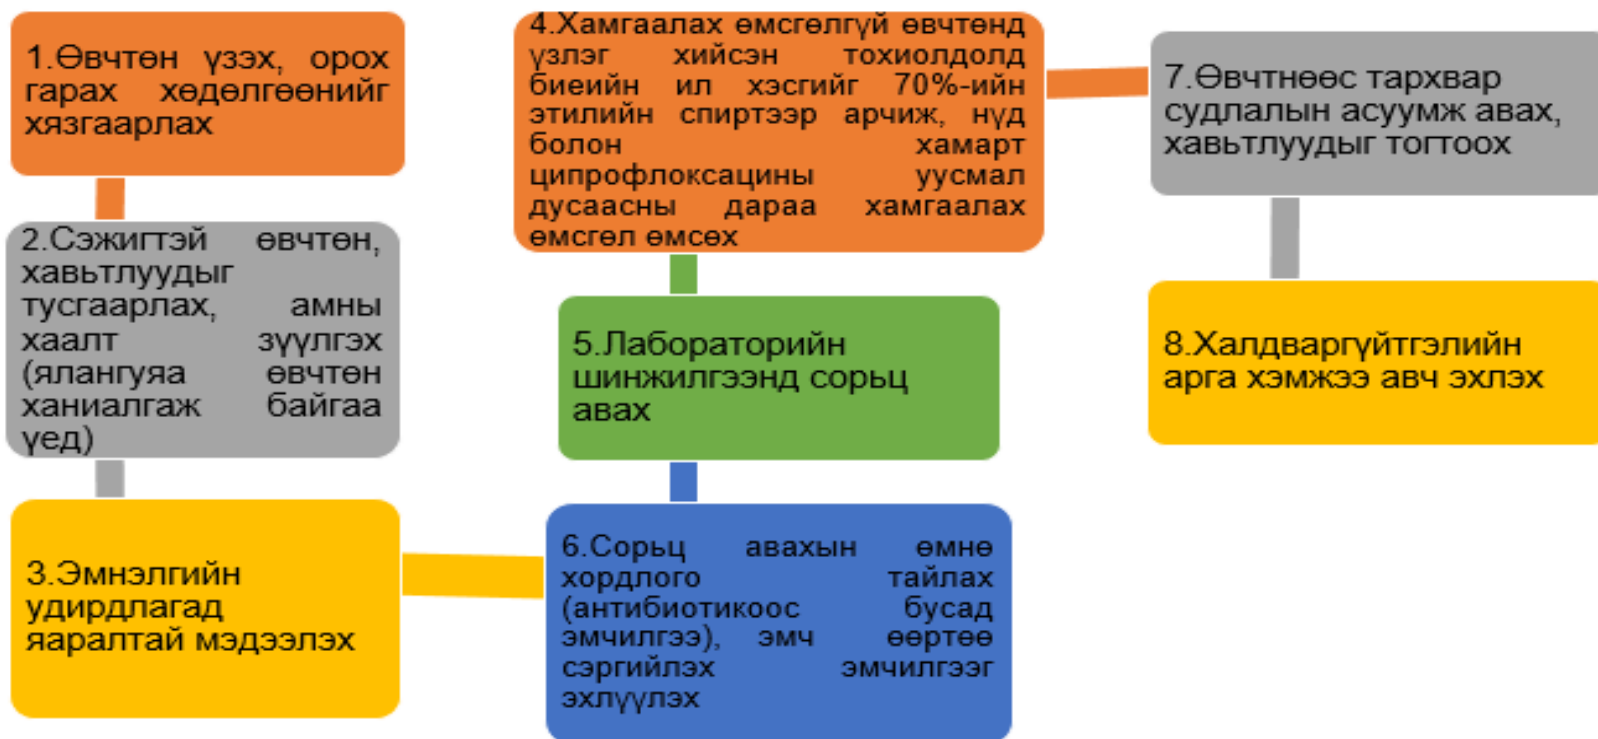 1.Өвчтөн үзэх, орох
гарах хөдөлгөөнийг
хязгаарлах
2.Сэжигтэй өвчтөн,
хавьтлуудыг
тусгаарлах, амны
хаалт зүүлгэх
(ялангуяа өвчтөн
ханиалгаж байгаа
үед)
3.Эмнэлгийн
удирдлагад
яаралтай мэдээлэх
4.Хамгаалах өмсгөлгүй өвчтөнд
үзлэг хийсэн тохиолдолд
биеийн ил хэсгийг 70%-ийн
этилийн спиртээр арчиж, нүд
болон хамарт
ципрофлоксацины уусмал
дусаасны дараа хамгаалах
өмсгөл өмсөх
5.Лабораторийн
шинжилгээнд сорьц
авах
6.Сорьц авахын өмнө
хордлого тайлах
(антибиотикоос бусад
эмчилгээ), эмч өөртөө
сэргийлэх эмчилгээг
эхлүүлэх
7.Өвчтнөөс тархвар
судлалын асуумж авах,
хавьтлуудыг тогтоох
8.Халдваргүйтгэлийн
арга хэмжээ авч эхлэх